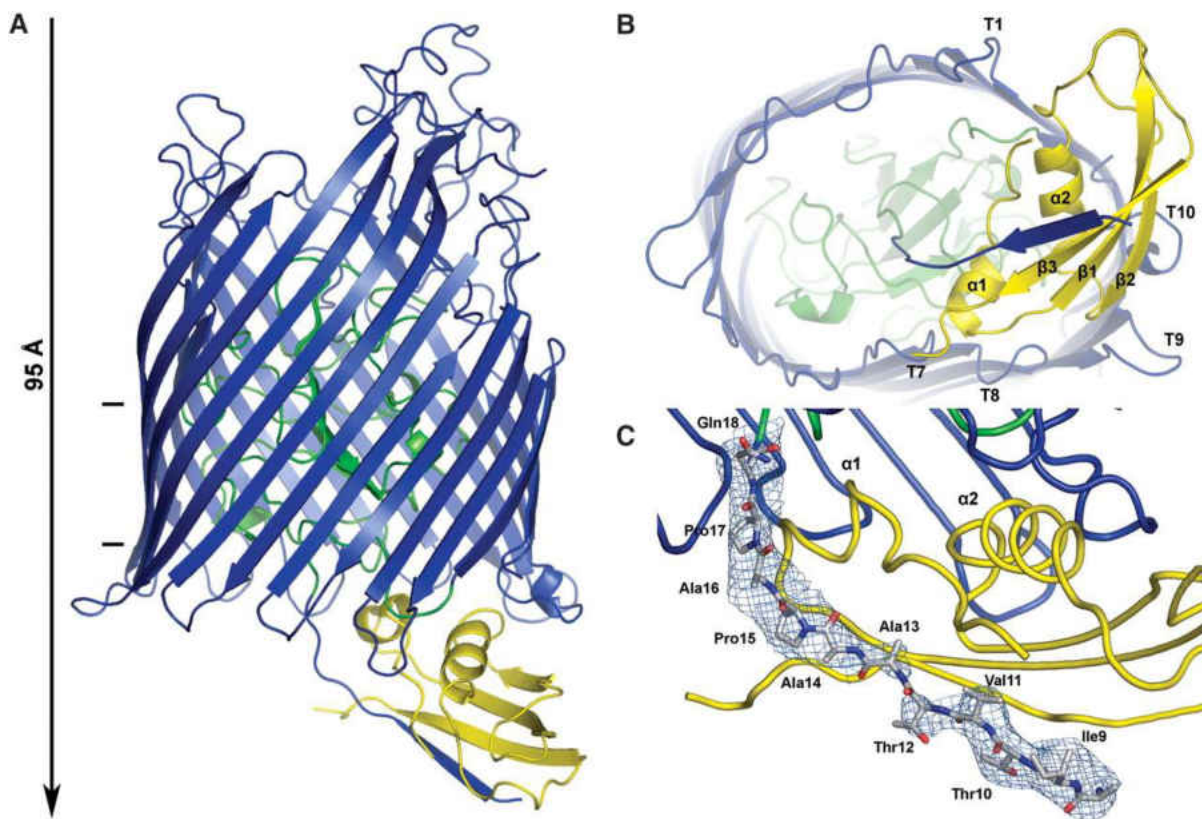 A
95 A
B
T1
α2
T10
β3
β1
β2
α1
T7
T9
T8
C
Gln18
α1
α2
Pro17
Ala16
Ala13
Pro15
Val11
Ala14
Ile9
Thr12
Thr10